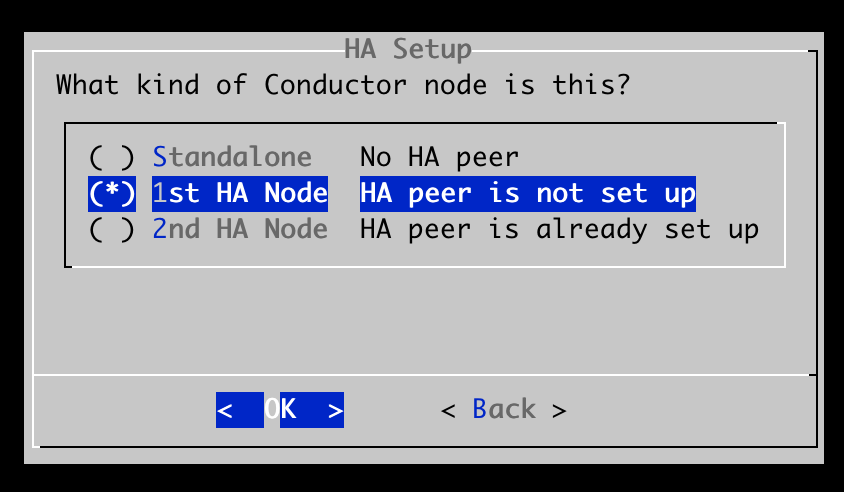 HA Setup
What kind of Conductor node is this?
( ) Standalone No HA peer
(*) 1st HA Node HA peer is not set up
( ) 2nd HA Node HA peer is already set up
< OK > < Back >